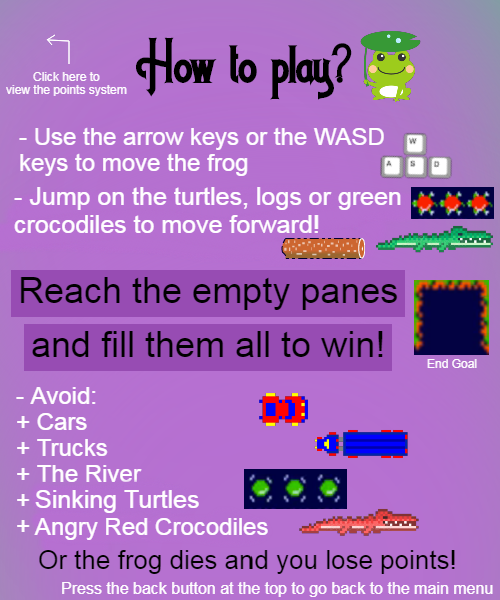 How to play?
Click here to
view the points system
- Use the arrow keys or the WASD
keys to move the frog
W
A S D
- Jump on the turtles, logs or green
crocodiles to move forward!
Reach the empty panes
and fill them all to win!
End Goal
- Avoid:
+ Cars
+ Trucks
+ The River
+ Sinking Turtles
+ Angry Red Crocodiles
Or the frog dies and you lose points!
Press the back button at the top to go back to the main menu